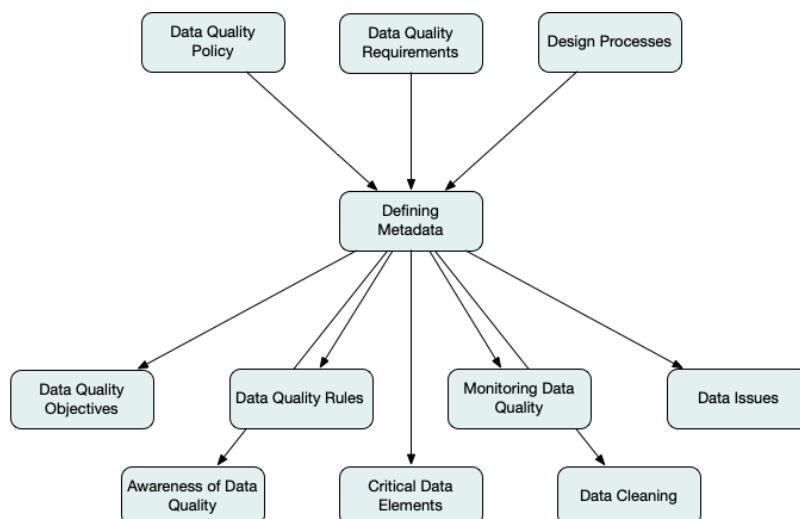 Data Quality
Policy
Data Quality
Requirements
Design Processes
Defining
Metadata
Data Quality
Objectives
Data Quality Rules
Monitoring Data
Quality
Data Issues
Awareness of Data
Quality
Critical Data
Elements
Data Cleaning